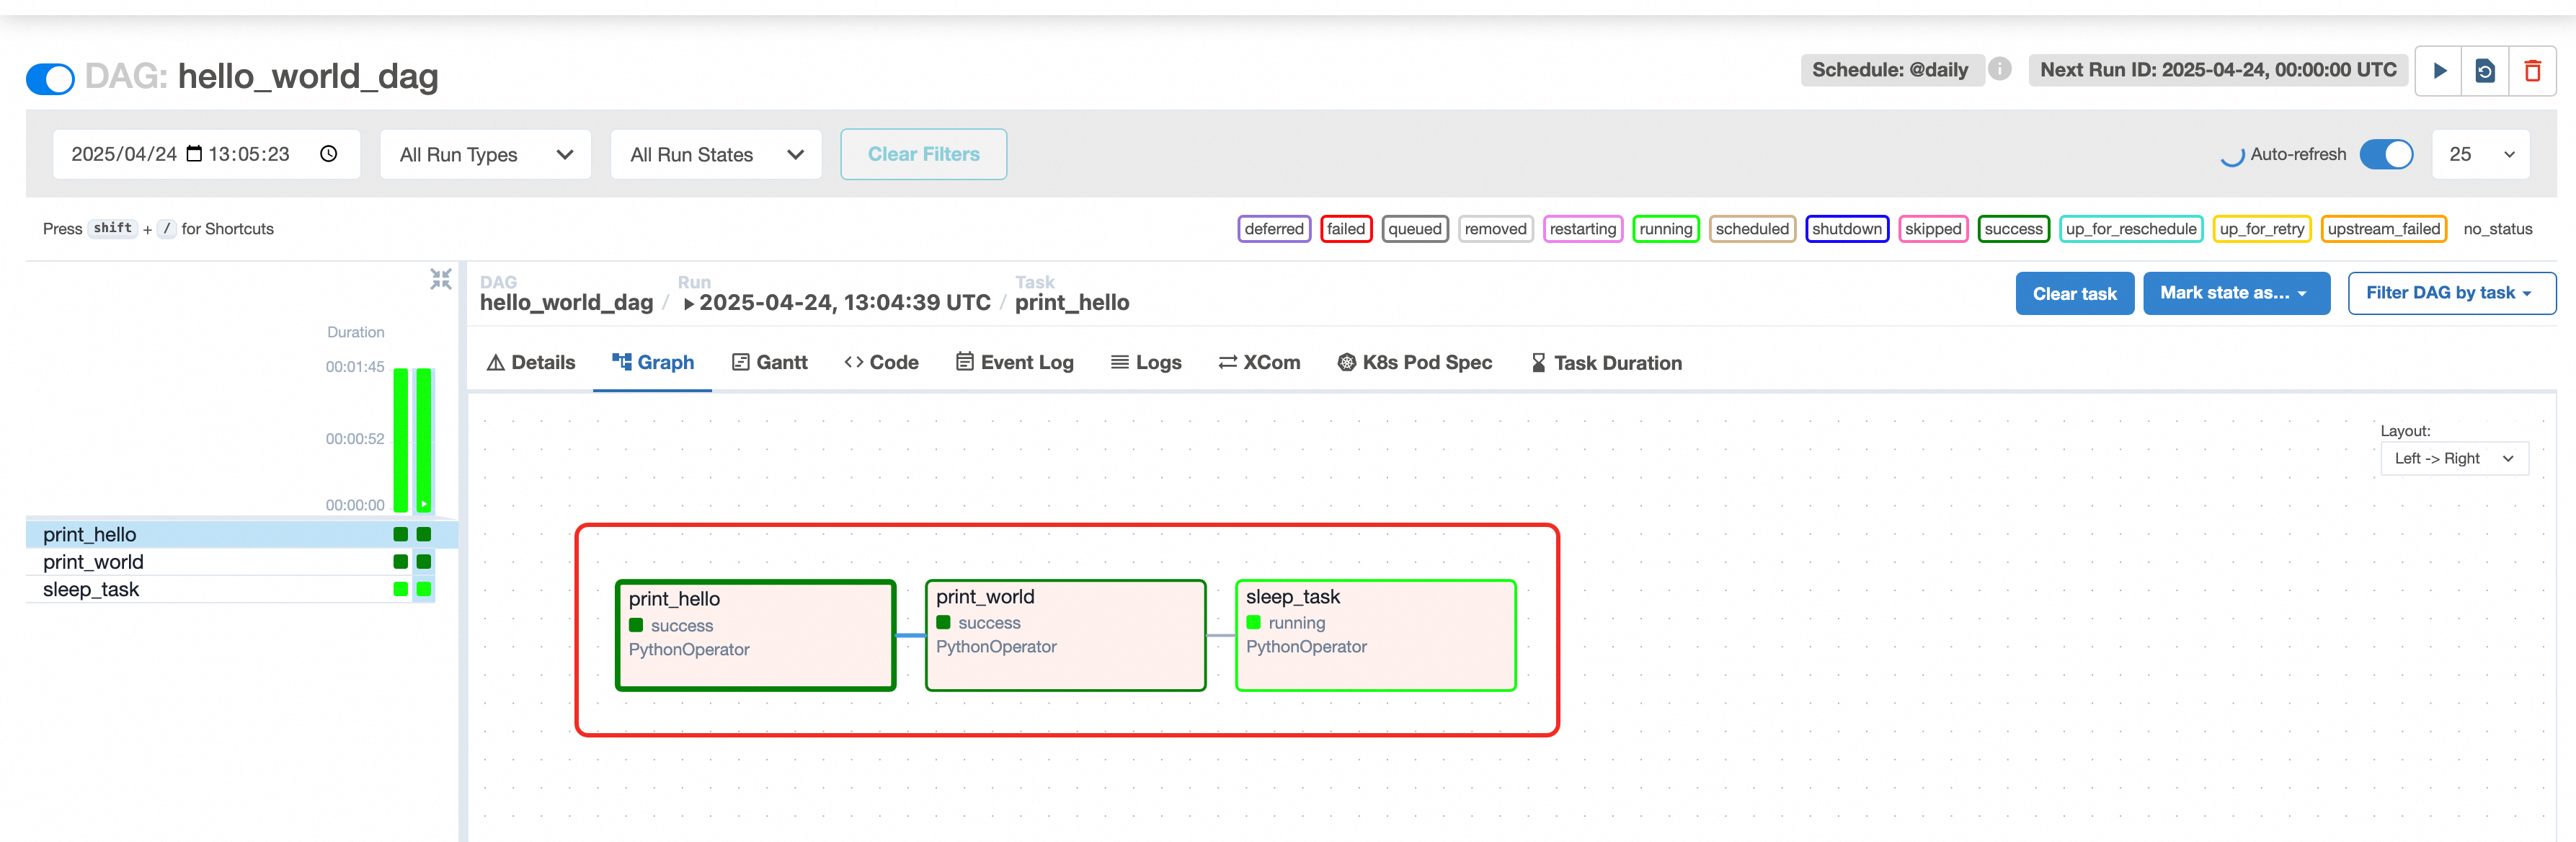 DAG: hello_world_dag
Schedule: @daily
Next Run ID: 2025-04-24, 00:00:00 UTC
2025/04/24 13:05:23
All Run Types
All Run States
Clear Filters
Auto-refresh
25
Press shift + / for Shortcuts
deferred failed queued removed restarting running scheduled shutdown skipped success up_for_reschedule up_for_retry upstream_failed no_status
DAG
hello_world_dag
/
Run
2025-04-24, 13:04:39 UTC
/
Task
print_hello
Clear task
Mark state as...
Filter DAG by task
Details
Graph
Gantt
Code
Event Log
Logs
XCom
K8s Pod Spec
Task Duration
Duration
00:01:45
00:00:52
00:00:00
print_hello
print_world
sleep_task
Layout:
Left -> Right
print_hello
success
PythonOperator
print_world
success
PythonOperator
sleep_task
running
PythonOperator